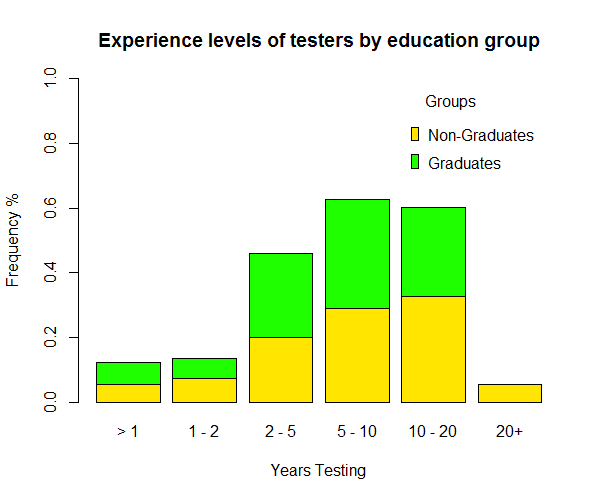 Experience levels of testers by education group
Groups
Non-Graduates
Graduates
Frequency %
1.0
0.8
0.6
0.4
0.2
0.0
> 1
1 - 2
2 - 5
5 - 10
10 - 20
20+
Years Testing